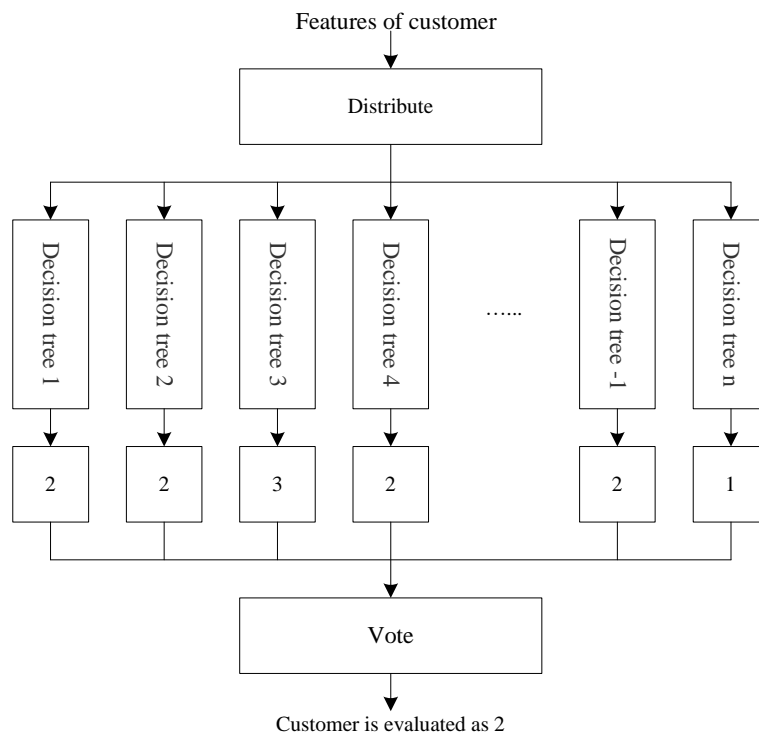 Features of customer
Distribute
Decision tree 1
Decision tree 2
Decision tree 3
Decision tree 4
…...
Decision tree -1
Decision tree n
2
2
3
2
2
1
Vote
Customer is evaluated as 2